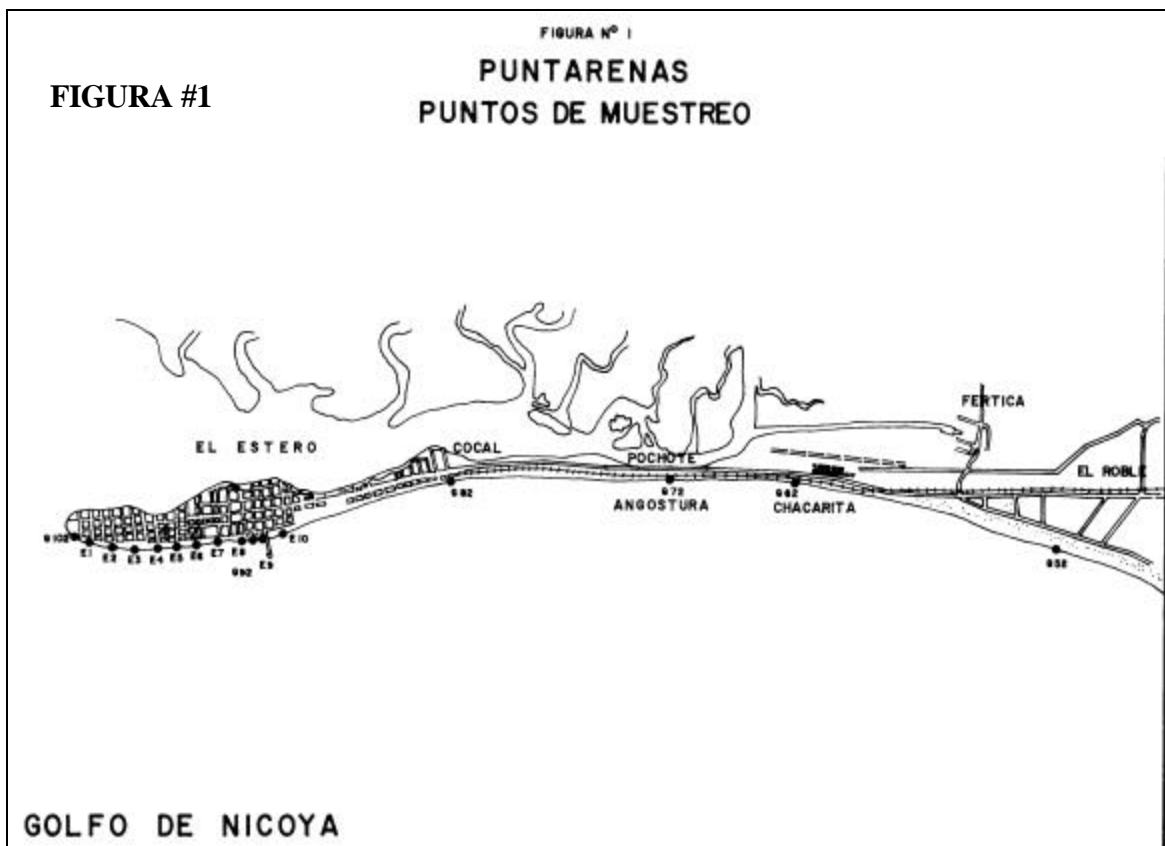 FIGURA Nº 1
PUNTARENAS
FIGURA #1
PUNTOS DE MUESTREO
FERTICA
EL ESTERO
COCAL
POCHOTE
EL ROBLE
ANGOSTURA
CHACARITA
E1
E2
E3
E4
E5
E6
E7
E8
E9
E10
GOLFO DE NICOYA